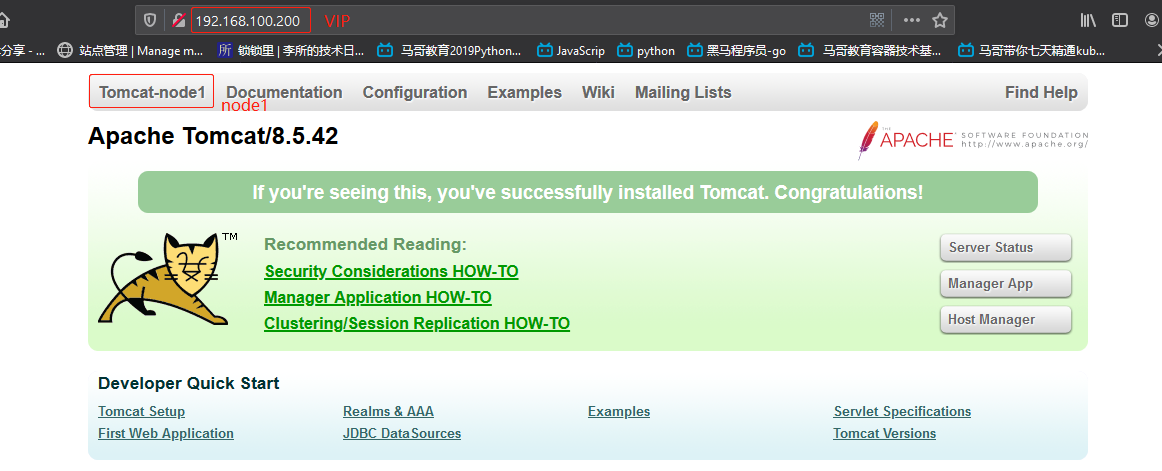 192.168.100.200 VIP
分享 - ... 站点管理 | Manage m... 所 锁锁里 | 李所的技术日... 马哥教育2019Python... JavaScrip python 黑马程序员-go 马哥教育容器技术基... 马哥带你七天精通kub...
Tomcat-node1 Documentation Configuration Examples Wiki Mailing Lists Find Help
node1
Apache Tomcat/8.5.42
THE APACHE SOFTWARE FOUNDATION
http://www.apache.org/
If you're seeing this, you've successfully installed Tomcat. Congratulations!
TM
Recommended Reading:
Security Considerations HOW-TO
Manager Application HOW-TO
Clustering/Session Replication HOW-TO
Server Status
Manager App
Host Manager
Developer Quick Start
Tomcat Setup Realms & AAA Examples Servlet Specifications
First Web Application JDBC DataSources Tomcat Versions